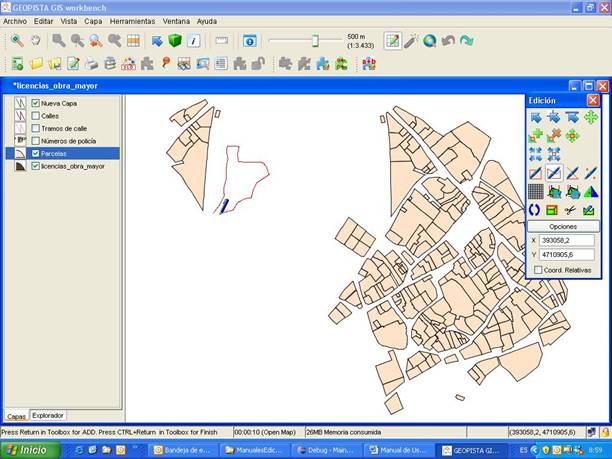 GEOPISTA GIS workbench
Archivo Editar Vista Capa Herramientas Ventana Ayuda
500 m
(1:3.433)
*licencias_obra_mayor
Nueva Capa
Calles
Tramos de calle
Números de policía
Parcelas
licencias_obra_mayor
Edición
Opciones
X 393058,2
Y 4710905,6
Coord. Relativas
Capas Explorador
Press Return in Toolbox for ADD. Press CTRL+Return in Toolbox for Finish 00:00:10 (Open Map) 26MB Memoria consumida (393058,2, 4710905,6)
Inicio Bandeja de e... ManualesEdic... Debug - Main... Manual de Us... GEOPISTA GI... ES 8:59